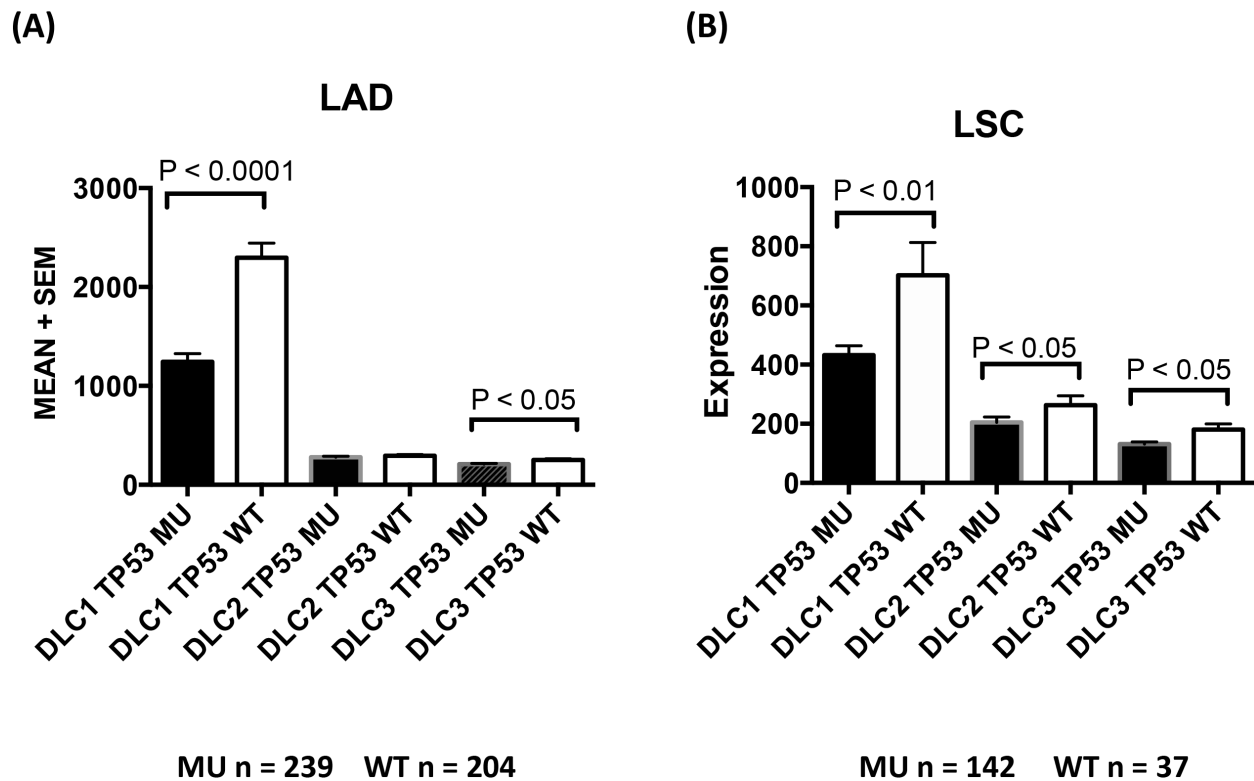 (A)
LAD
P < 0.0001
3000
2000
1000
0
MEAN + SEM
P < 0.05
DLC1 TP53 MU
DLC1 TP53 WT
DLC2 TP53 MU
DLC2 TP53 WT
DLC3 TP53 MU
DLC3 TP53 WT
MU n = 239 WT n = 204
(B)
LSC
P < 0.01
1000
800
600
400
200
0
Expression
P < 0.05
P < 0.05
DLC1 TP53 MU
DLC1 TP53 WT
DLC2 TP53 MU
DLC2 TP53 WT
DLC3 TP53 MU
DLC3 TP53 WT
MU n = 142 WT n = 37